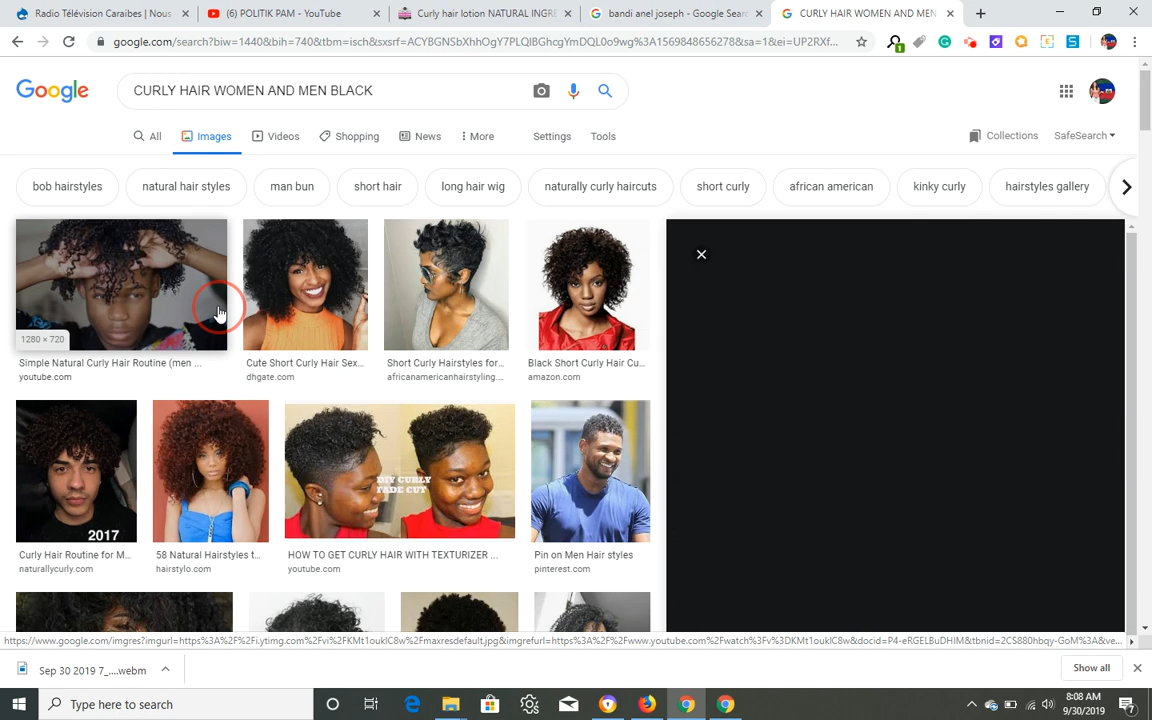 Radio Télévision Caraibes | Nous
(6) POLITIK PAM - YouTube
Curly hair lotion NATURAL INGRE
bandi anel joseph - Google Searc
CURLY HAIR WOMEN AND MEN
google.com/search?biw=1440&bih=740&tbm=isch&sxsrf=ACYBGNSbXhhOgY7PLQIBGhcgYmDQL0o9wg%3A1569848656278&sa=1&ei=UP2RXf...
Google
CURLY HAIR WOMEN AND MEN BLACK
All
Images
Videos
Shopping
News
More
Settings
Tools
Collections
SafeSearch
bob hairstyles
natural hair styles
man bun
short hair
long hair wig
naturally curly haircuts
short curly
african american
kinky curly
hairstyles gallery
1280 × 720
Simple Natural Curly Hair Routine (men ...
youtube.com
Cute Short Curly Hair Sex...
dhgate.com
Short Curly Hairstyles for...
africanamericanhairstyling....
Black Short Curly Hair Cu...
amazon.com
2017
DIY CURLY
FADE CUT
Curly Hair Routine for M...
naturallycurly.com
58 Natural Hairstyles t...
hairstylo.com
HOW TO GET CURLY HAIR WITH TEXTURIZER ...
youtube.com
Pin on Men Hair styles
pinterest.com
https://www.google.com/imgres?imgurl=https%3A%2F%2Fi.ytimg.com%2Fvi%2FKMt1ouklC8w%2Fmaxresdefault.jpg&imgrefurl=https%3A%2F%2Fwww.youtube.com%2Fwatch%3Fv%3DKMt1ouklC8w&docid=P4-eRGELBuDHIM&tbnid=2CS880hbqy-GoM%3A&ve...
Sep 30 2019 7_....webm
Show all
Type here to search
8:08 AM
9/30/2019
7